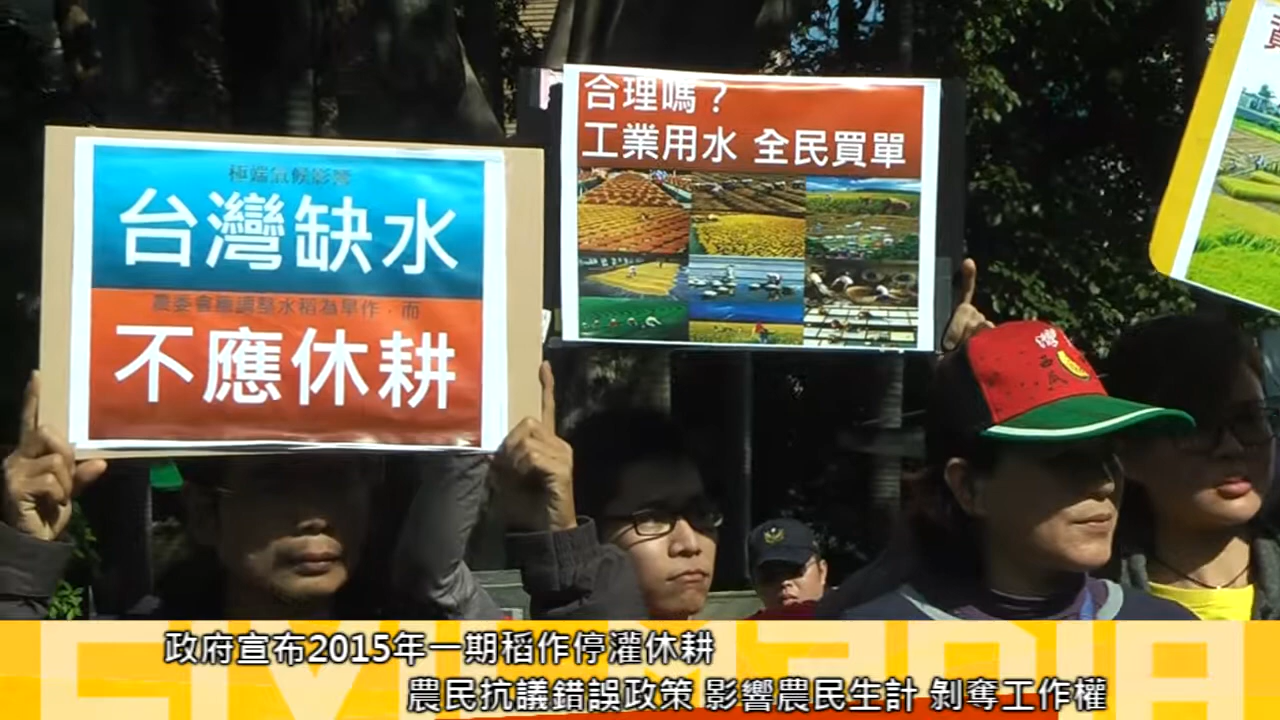 極端氣候影響
台灣缺水
農委會應調整水稻為旱作，而
不應休耕
合理嗎？
工業用水 全民買單
政府宣布2015年一期稻作停灌休耕
農民抗議錯誤政策 影響農民生計 剝奪工作權